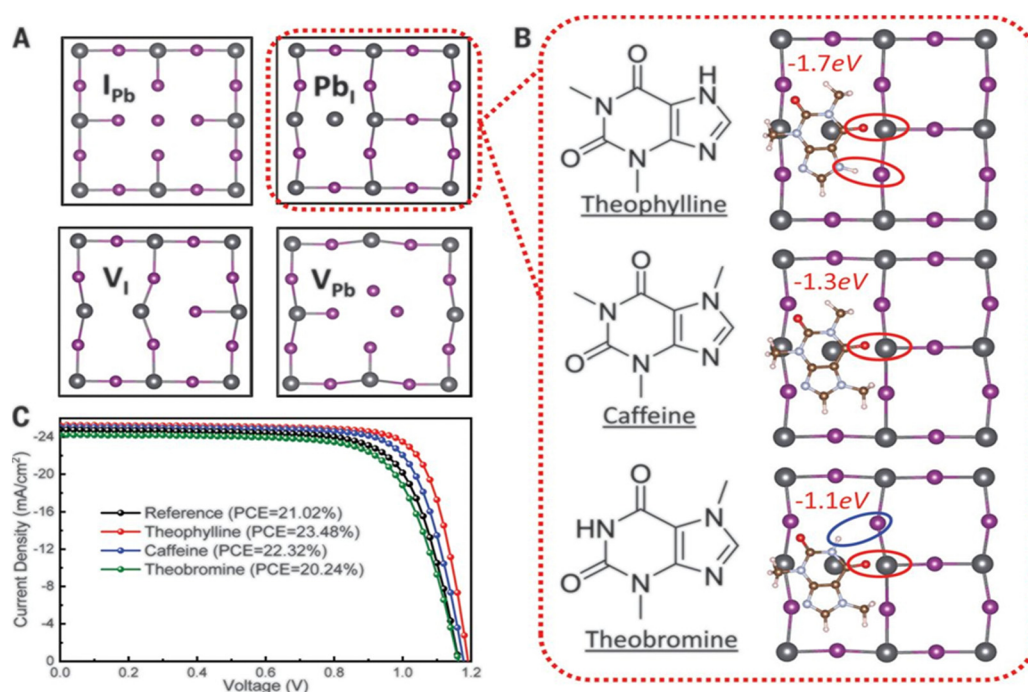 A
I_Pb
Pb_I
V_I
V_Pb
B
O
H
N
N
O
N
N
Theophylline
-1.7eV
O
N
N
O
N
N
Caffeine
-1.3eV
O
HN
N
O
N
N
Theobromine
-1.1eV
C
Current Density (mA/cm²)
-24
-20
-16
-12
-8
-4
0
Reference (PCE=21.02%)
Theophylline (PCE=23.48%)
Caffeine (PCE=22.32%)
Theobromine (PCE=20.24%)
0.0 0.2 0.4 0.6 0.8 1.0 1.2
Voltage (V)